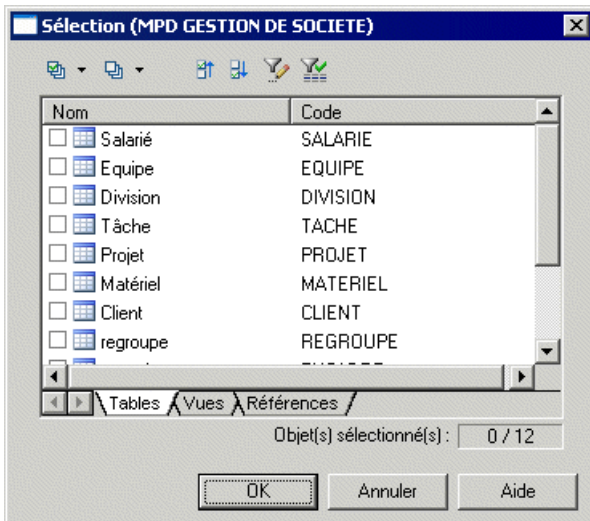 Sélection (MPD GESTION DE SOCIETE)
Nom Code
Salarié SALARIE
Equipe EQUIPE
Division DIVISION
Tâche TACHE
Projet PROJET
Matériel MATERIEL
Client CLIENT
regroupe REGROUPE
Tables Vues Références
Objet(s) sélectionné(s) : 0 / 12
OK Annuler Aide